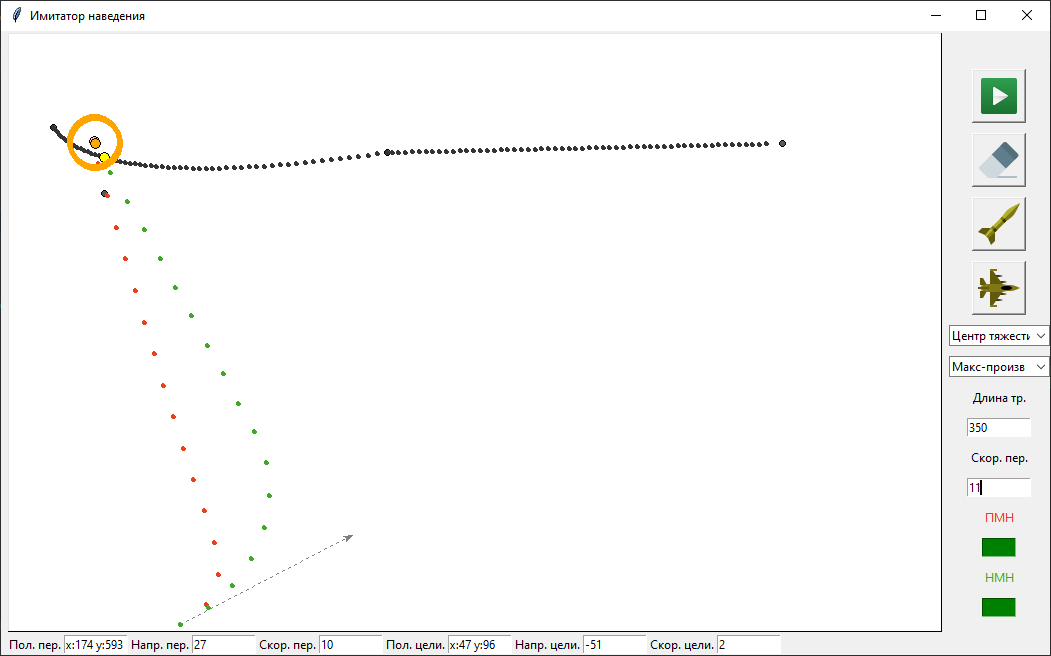 Имитатор наведения
Центр тяжести
Макс-произв
Длина тр.
350
Скор. пер.
11
ПМН
НМН
Пол. пер. x:174 y:593 Напр. пер. 27 Скор. пер. 10 Пол. цели. x:47 y:96 Напр. цели. -51 Скор. цели. 2